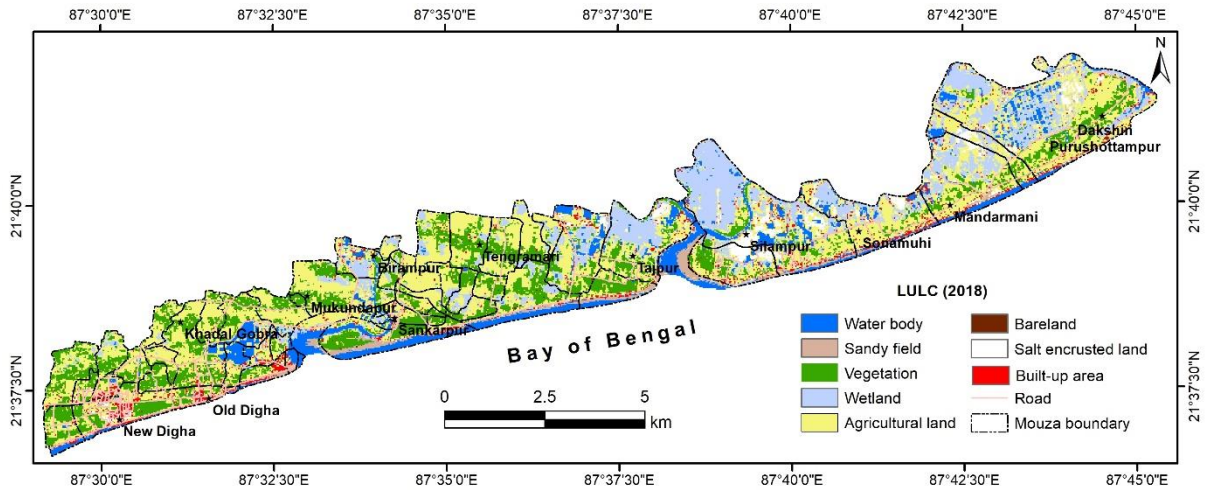 87°30'0"E 87°32'30"E 87°35'0"E 87°37'30"E 87°40'0"E 87°42'30"E 87°45'0"E
N
21°40'0"N
21°37'30"N
Dakshin
Purushottampur
Mandarmani
Sonamuhi
Silampur
Tajpur
Tengramari
Birampur
Mukundapur
Sankarpur
Khadal Gobra
Old Digha
New Digha
Bay of Bengal
0 2.5 5
km
LULC (2018)
Water body
Sandy field
Vegetation
Wetland
Agricultural land
Bareland
Salt encrusted land
Built-up area
Road
Mouza boundary
21°40'0"N
21°37'30"N
87°30'0"E 87°32'30"E 87°35'0"E 87°37'30"E 87°40'0"E 87°42'30"E 87°45'0"E